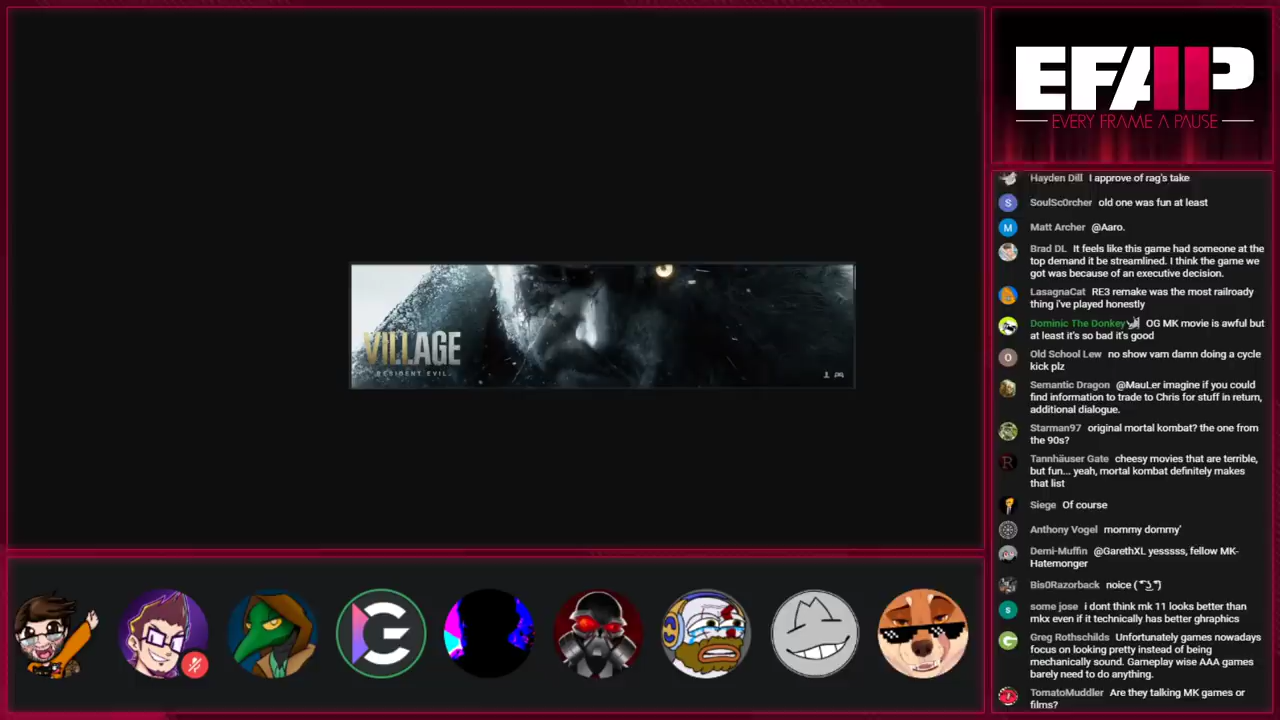 VILLAGE
RESIDENT EVIL
EFAP
EVERY FRAME A PAUSE
Hayden Dill I approve of rag's take
S SoulSc0rcher old one was fun at least
M Matt Archer @Aaro.
Brad DL It feels like this game had someone at the
top demand it be streamlined. I think the game we
got was because of an executive decision.
LasagnaCat RE3 remake was the most railroady
thing i've played honestly
Dominic The Donkey OG MK movie is awful but
at least it's so bad it's good
O Old School Lew no show vam damn doing a cycle
kick plz
Semantic Dragon @MauLer imagine if you could
find information to trade to Chris for stuff in return,
additional dialogue.
Starman97 original mortal kombat? the one from
the 90s?
R Tannhäuser Gate cheesy movies that are terrible,
but fun... yeah, mortal kombat definitely makes
that list
Siege Of course
Anthony Vogel mommy dommy'
Demi-Muffin @GarethXL yesssss, fellow MK-
Hatemonger
Bis0Razorback noice ( ͡° ͜ʖ ͡°)
s some jose i dont think mk 11 looks better than
mkx even if it technically has better ghraphics
G Greg Rothschilds Unfortunately games nowadays
focus on looking pretty instead of being
mechanically sound. Gameplay wise AAA games
barely need to do anything.
TomatoMuddler Are they talking MK games or
films?